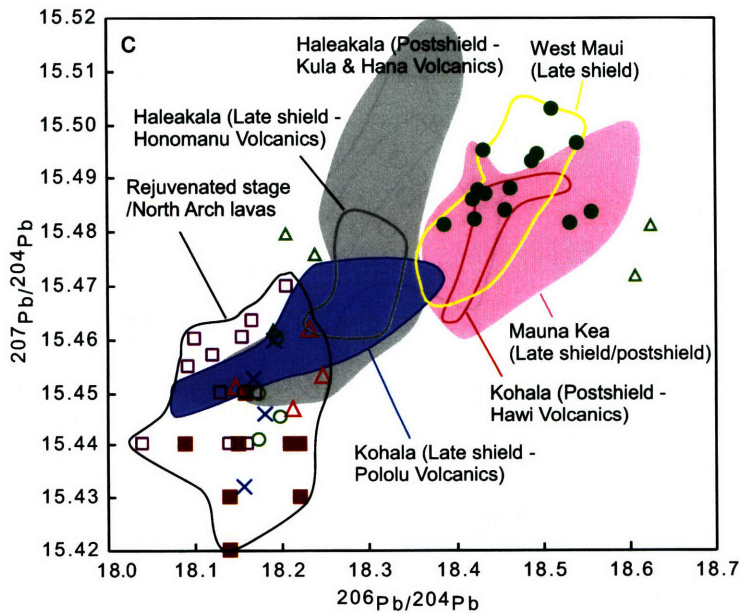 C
Haleakala (Postshield -
Kula & Hana Volcanics)
West Maui
(Late shield)
Haleakala (Late shield -
Honomanu Volcanics)
Rejuvenated stage
/North Arch lavas
Mauna Kea
(Late shield/postshield)
Kohala (Postshield -
Hawi Volcanics)
Kohala (Late shield -
Pololu Volcanics)
207Pb/204Pb
15.52
15.51
15.50
15.49
15.48
15.47
15.46
15.45
15.44
15.43
15.42
18.0 18.1 18.2 18.3 18.4 18.5 18.6 18.7
206Pb/204Pb